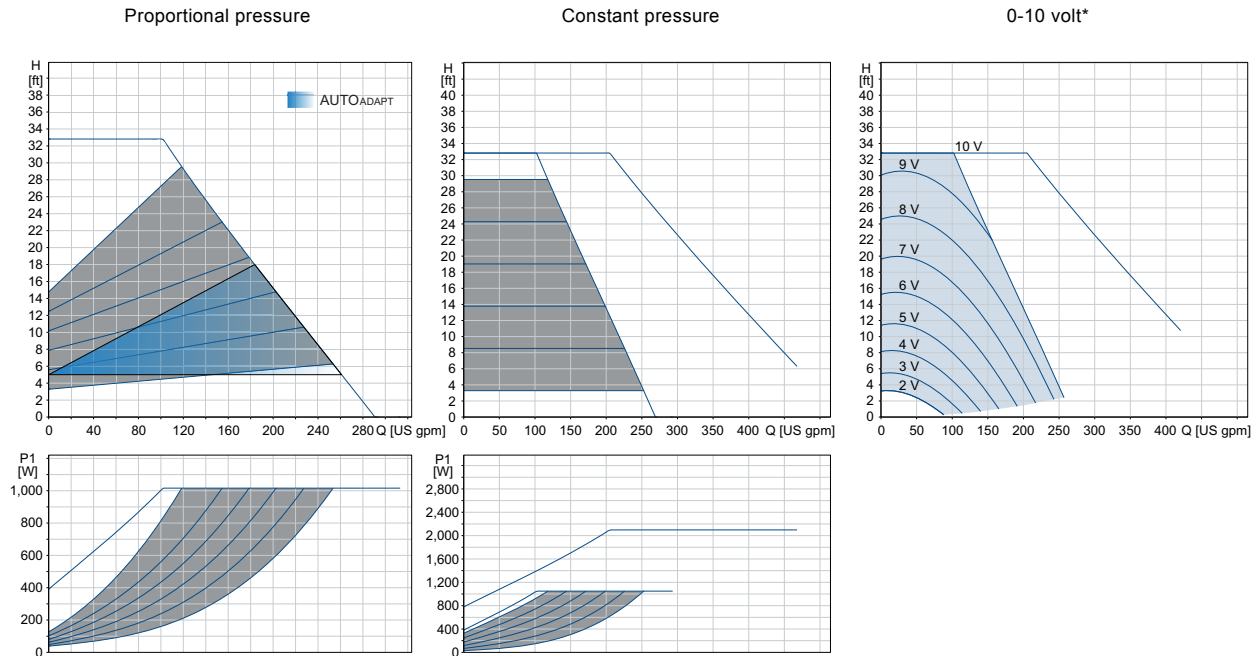 Proportional pressure
Constant pressure
0-10 volt*
H
[ft]
38
36
34
32
30
28
26
24
22
20
18
16
14
12
10
8
6
4
2
0
AUTOADAPT
0 40 80 120 160 200 240 280 Q [US gpm]
H
[ft]
40
38
36
34
32
30
28
26
24
22
20
18
16
14
12
10
8
6
4
2
0
0 50 100 150 200 250 300 350 400 Q [US gpm]
H
[ft]
40
38
36
34
32
30
28
26
24
22
20
18
16
14
12
10
8
6
4
2
0
10 V
9 V
8 V
7 V
6 V
5 V
4 V
3 V
2 V
0 50 100 150 200 250 300 350 400 Q [US gpm]
P1
[W]
1,000
800
600
400
200
0
P1
[W]
2,800
2,400
2,000
1,600
1,200
800
400
0